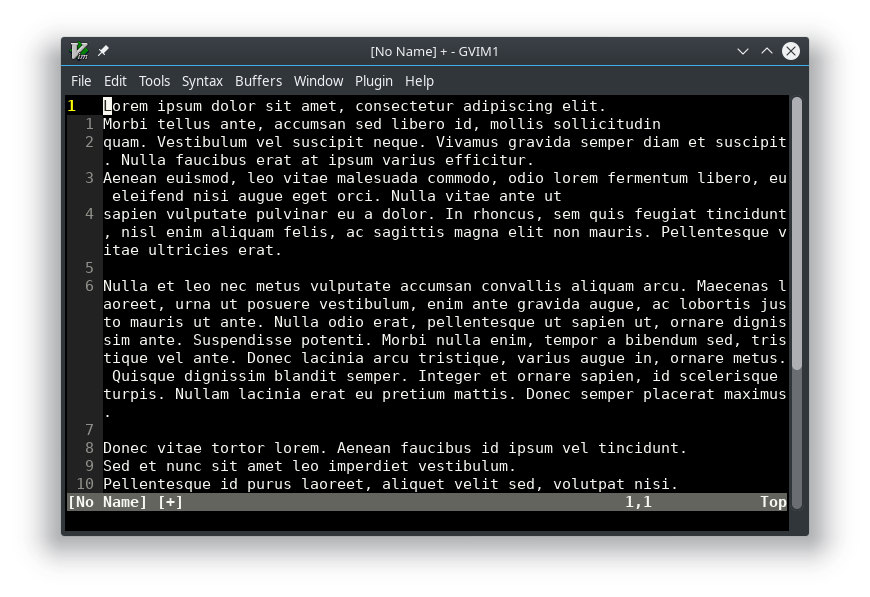 [No Name] + - GVIM1
File Edit Tools Syntax Buffers Window Plugin Help
1 Lorem ipsum dolor sit amet, consectetur adipiscing elit.
1 Morbi tellus ante, accumsan sed libero id, mollis sollicitudin
2 quam. Vestibulum vel suscipit neque. Vivamus gravida semper diam et suscipit
. Nulla faucibus erat at ipsum varius efficitur.
3 Aenean euismod, leo vitae malesuada commodo, odio lorem fermentum libero, eu
eleifend nisi augue eget orci. Nulla vitae ante ut
4 sapien vulputate pulvinar eu a dolor. In rhoncus, sem quis feugiat tincidunt
, nisl enim aliquam felis, ac sagittis magna elit non mauris. Pellentesque v
itae ultricies erat.
5
6 Nulla et leo nec metus vulputate accumsan convallis aliquam arcu. Maecenas l
aoreet, urna ut posuere vestibulum, enim ante gravida augue, ac lobortis jus
to mauris ut ante. Nulla odio erat, pellentesque ut sapien ut, ornare dignis
sim ante. Suspendisse potenti. Morbi nulla enim, tempor a bibendum sed, tris
tique vel ante. Donec lacinia arcu tristique, varius augue in, ornare metus.
Quisque dignissim blandit semper. Integer et ornare sapien, id scelerisque
turpis. Nullam lacinia erat eu pretium mattis. Donec semper placerat maximus
.
7
8 Donec vitae tortor lorem. Aenean faucibus id ipsum vel tincidunt.
9 Sed et nunc sit amet leo imperdiet vestibulum.
10 Pellentesque id purus laoreet, aliquet velit sed, volutpat nisi.
[No Name] [+] 1,1 Top